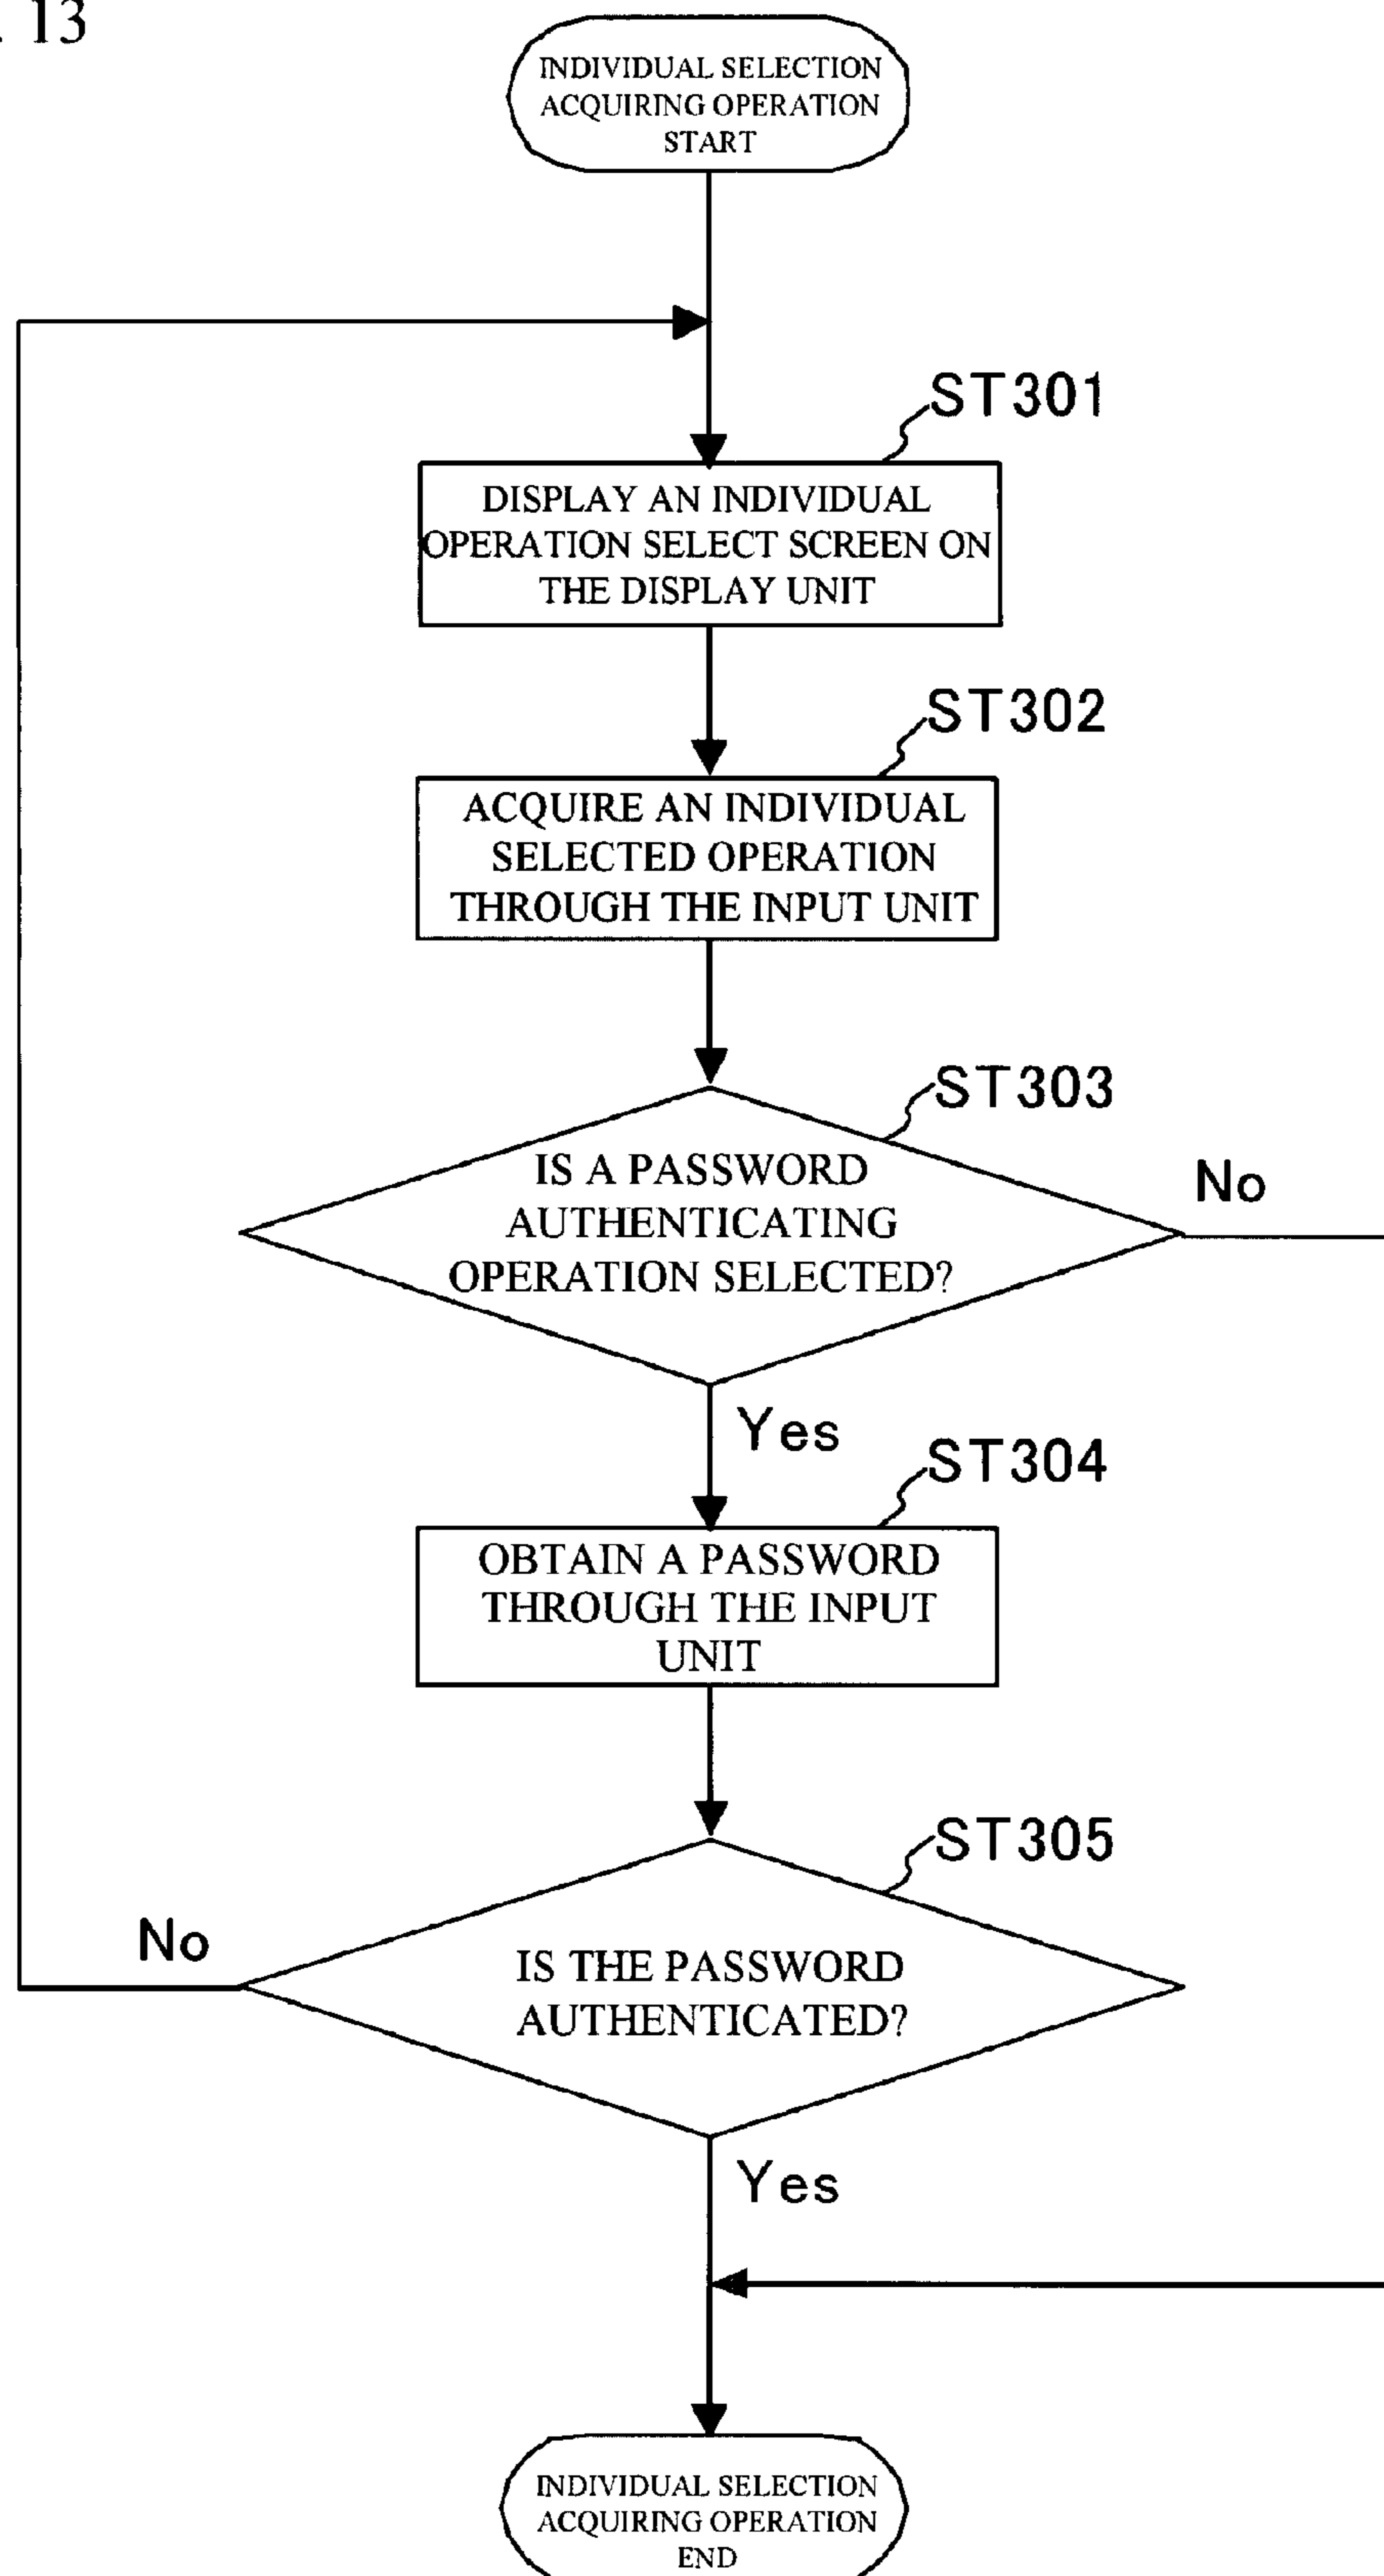 . 13
INDIVIDUAL SELECTION
ACQUIRING OPERATION
START
ST301
DISPLAY AN INDIVIDUAL
OPERATION SELECT SCREEN ON
THE DISPLAY UNIT
ST302
ACQUIRE AN INDIVIDUAL
SELECTED OPERATION
THROUGH THE INPUT UNIT
ST303
IS A PASSWORD
AUTHENTICATING
OPERATION SELECTED?
No
Yes
ST304
OBTAIN A PASSWORD
THROUGH THE INPUT
UNIT
ST305
IS THE PASSWORD
AUTHENTICATED?
No
Yes
INDIVIDUAL SELECTION
ACQUIRING OPERATION
END